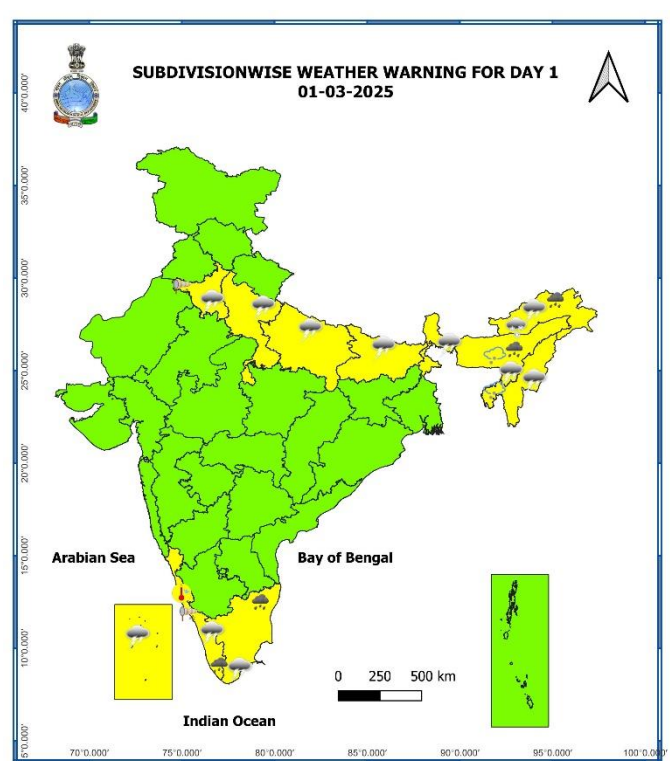 SUBDIVISIONWISE WEATHER WARNING FOR DAY 1
01-03-2025
40°0.000'
35°0.000'
30°0.000'
25°0.000'
20°0.000'
15°0.000'
10°0.000'
5°0.000'
Arabian Sea
Bay of Bengal
0 250 500 km
Indian Ocean
70°0.000' 75°0.000' 80°0.000' 85°0.000' 90°0.000' 95°0.000' 100°0.000'